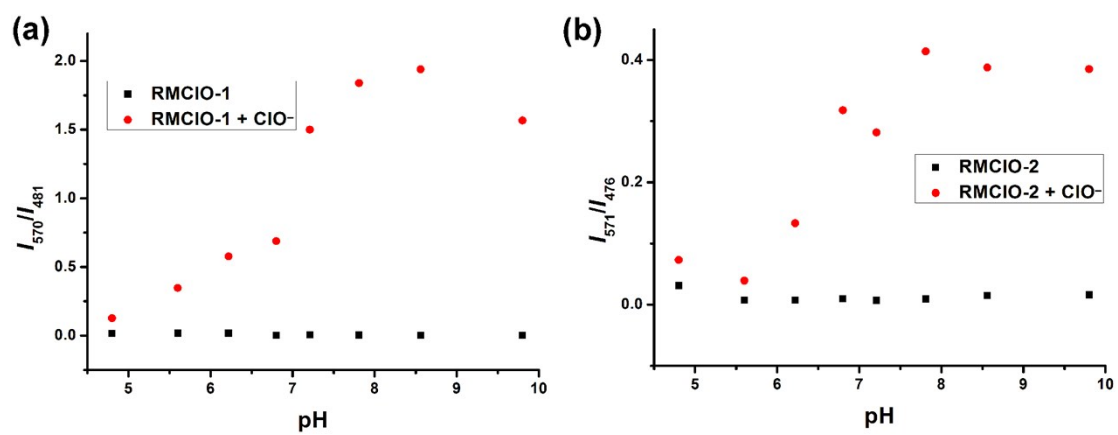 (a)
2.0
1.5
1.0
0.5
0.0
I570/I481
RMClO-1
RMClO-1 + ClO⁻
5 6 7 8 9 10
pH
(b)
0.4
0.2
0.0
I571/I476
RMClO-2
RMClO-2 + ClO⁻
5 6 7 8 9 10
pH